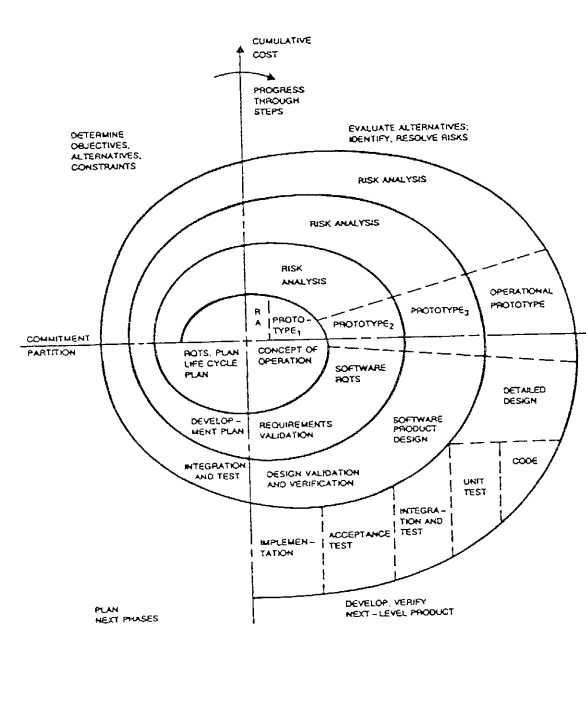 CUMULATIVE
COST
PROGRESS
THROUGH
STEPS
DETERMINE
OBJECTIVES,
ALTERNATIVES,
CONSTRAINTS
EVALUATE ALTERNATIVES;
IDENTIFY, RESOLVE RISKS
RISK ANALYSIS
RISK ANALYSIS
RISK
ANALYSIS
R
A
PROTO-
TYPE1
PROTOTYPE2
PROTOTYPE3
OPERATIONAL
PROTOTYPE
COMMITMENT
PARTITION
RQTS. PLAN
LIFE CYCLE
PLAN
CONCEPT OF
OPERATION
SOFTWARE
RQTS
DETAILED
DESIGN
DEVELOP-
MENT PLAN
REQUIREMENTS
VALIDATION
SOFTWARE
PRODUCT
DESIGN
INTEGRATION
AND TEST
DESIGN VALIDATION
AND VERIFICATION
CODE
UNIT
TEST
INTEGRA-
TION AND
TEST
ACCEPTANCE
TEST
IMPLEMEN-
TATION
PLAN
NEXT PHASES
DEVELOP, VERIFY
NEXT-LEVEL PRODUCT